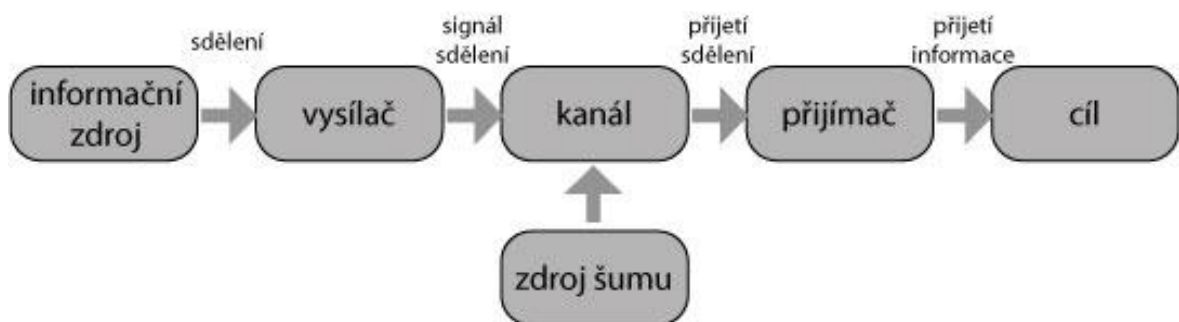 sdělení
signál
sdělení
přijetí
sdělení
přijetí
informace
informační
zdroj
vysílač
kanál
přijímač
cíl
zdroj šumu